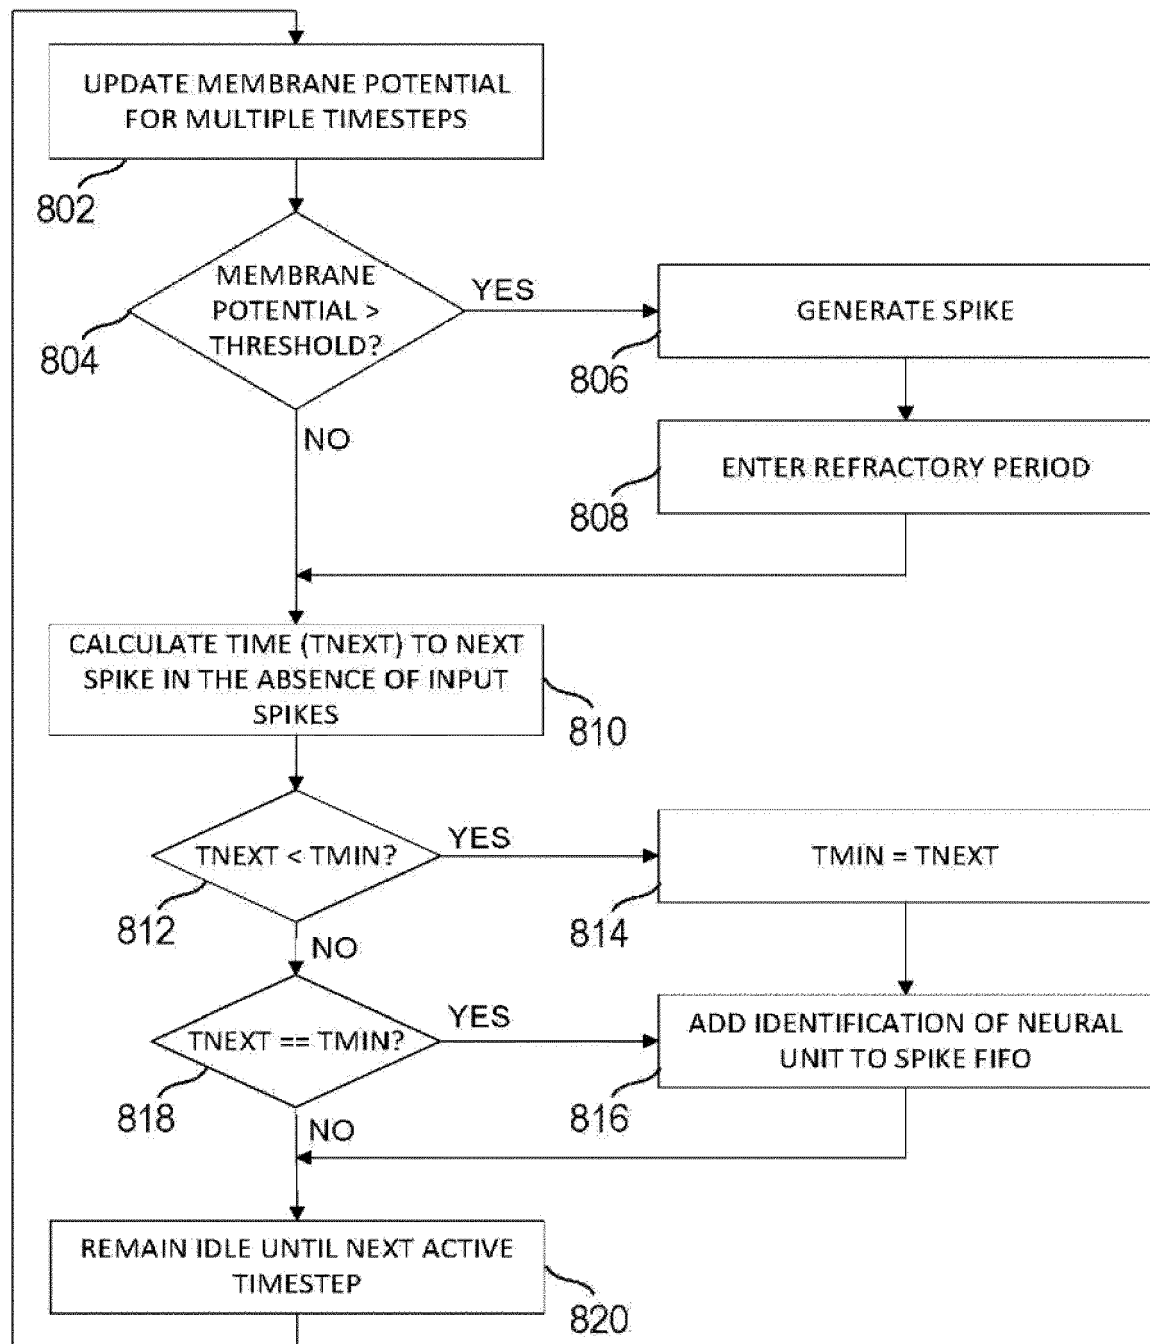 UPDATE MEMBRANE POTENTIAL
FOR MULTIPLE TIMESTEPS
802
MEMBRANE
POTENTIAL >
THRESHOLD?
804
YES
GENERATE SPIKE
806
NO
ENTER REFRACTORY PERIOD
808
CALCULATE TIME (TNEXT) TO NEXT
SPIKE IN THE ABSENCE OF INPUT
SPIKES
810
TNEXT < TMIN?
812
YES
TMIN = TNEXT
814
NO
TNEXT == TMIN?
818
YES
ADD IDENTIFICATION OF NEURAL
UNIT TO SPIKE FIFO
816
NO
REMAIN IDLE UNTIL NEXT ACTIVE
TIMESTEP
820